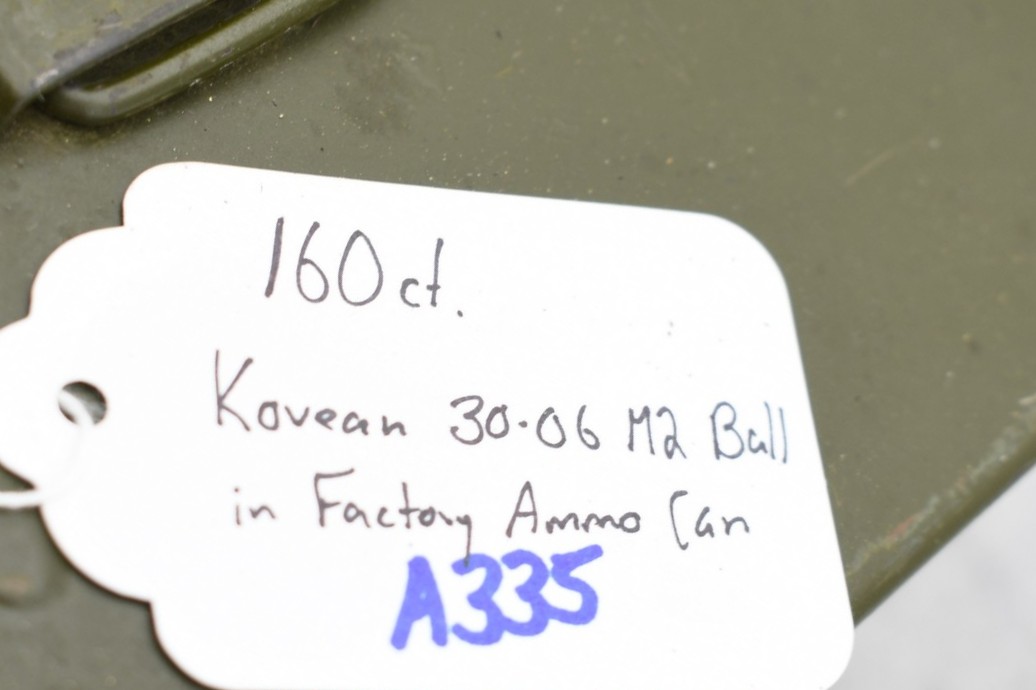 160 ct.
Korean 30-06 M2 Ball
in Factory Ammo Can
A335